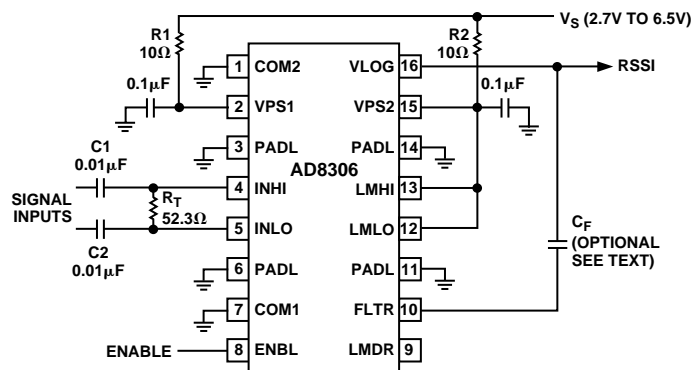 V_S (2.7V TO 6.5V)
R1
10Ω
R2
10Ω
1 COM2
VLOG 16
RSSI
0.1μF
0.1μF
2 VPS1
VPS2 15
3 PADL
PADL 14
AD8306
C1
0.01μF
4 INHI
LMHI 13
SIGNAL
INPUTS
R_T
52.3Ω
5 INLO
LMLO 12
C2
0.01μF
C_F
(OPTIONAL
SEE TEXT)
6 PADL
PADL 11
7 COM1
FLTR 10
ENABLE
8 ENBL
LMDR 9